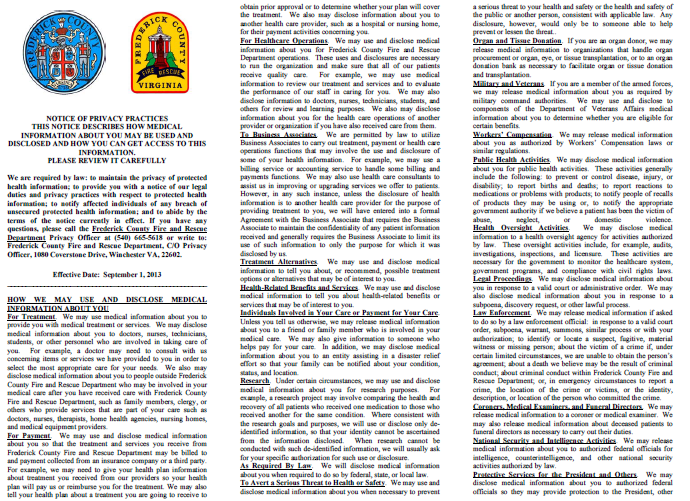 FREDERICK COUNTY
FREDERICK
COUNTY
FIRE RESCUE
VIRGINIA
NOTICE OF PRIVACY PRACTICES
THIS NOTICE DESCRIBES HOW MEDICAL
INFORMATION ABOUT YOU MAY BE USED AND
DISCLOSED AND HOW YOU CAN GET ACCESS TO THIS
INFORMATION.
PLEASE REVIEW IT CAREFULLY
We are required by law: to maintain the privacy of protected
health information; to provide you with a notice of our legal
duties and privacy practices with respect to protected health
information; to notify affected individuals of any breach of
unsecured protected health information; and to abide by the
terms of the notice currently in effect. If you have any
questions, please call the Frederick County Fire and Rescue
Department Privacy Officer at (540) 665-5618 or write to:
Frederick County Fire and Rescue Department, C/O Privacy
Officer, 1080 Coverstone Drive, Winchester VA, 22602.
Effective Date: September 1, 2013
HOW WE MAY USE AND DISCLOSE MEDICAL
INFORMATION ABOUT YOU
For Treatment. We may use medical information about you to
provide you with medical treatment or services. We may disclose
medical information about you to doctors, nurses, technicians,
students, or other personnel who are involved in taking care of
you. For example, a doctor may need to consult with us
concerning items or services we have provided to you in order to
select the most appropriate care for your needs. We also may
disclose medical information about you to people outside Frederick
County Fire and Rescue Department who may be involved in your
medical care after you have received care with Frederick County
Fire and Rescue, such as family members, clergy, or
others who provide services that are part of your care such as
doctors, nurses, therapists, home health agencies, nursing homes,
and medical equipment providers.
For Payment. We may use and disclose medical information
about you so that the treatment and services you receive from
Frederick County Fire and Rescue Department may be billed to
and payment collected from an insurance company or a third party.
For example, we may need to give your health plan information
about treatment you received from our providers so your health
plan will pay us or reimburse you for the treatment. We may also
tell your health plan about a treatment you are going to receive to
obtain prior approval or to determine whether your plan will cover
the treatment. We also may disclose information about you to
another health care provider, such as a hospital or nursing home,
for their payment activities concerning you.
For Healthcare Operations. We may use and disclose medical
information about you for Frederick County Fire and Rescue
Department operations. These uses and disclosures are necessary
to run the organization and make sure that all of our patients
receive quality care. For example, we may use medical
information to review our treatment and services and to evaluate
the performance of our staff in caring for you. We may also
disclose information to doctors, nurses, technicians, students, and
others for review and learning purposes. We also may disclose
information about you for the health care operations of another
provider or organization if you have also received care from them.
To Business Associates. We are permitted by law to utilize
Business Associates to carry out treatment, payment or health care
operations functions that may involve the use and disclosure of
some of your health information. For example, we may use a
billing service or accounting service to handle some billing and
payments functions. We may also use health care consultants to
assist us in improving or upgrading services we offer to patients.
However, in any such instance, unless the disclosure of health
information is to another health care provider for the purpose of
providing treatment to you, we will have entered into a formal
Agreement with the Business Associate that requires the Business
Associate to maintain the confidentiality of any patient information
received and generally requires the Business Associate to limit its
use of such information to only the purpose for which it was
disclosed by us.
Treatment Alternatives. We may use and disclose medical
information to tell you about, or recommend, possible treatment
options or alternatives that may be of interest to you.
Health-Related Benefits and Services. We may use and disclose
medical information to tell you about health-related benefits or
services that may be of interest to you.
Individuals Involved in Your Care or Payment for Your Care.
Unless you tell us otherwise, we may release medical information
about you to a friend or family member who is involved in your
medical care. We may also give information to someone who
helps pay for your care. In addition, we may disclose medical
information about you to an entity assisting in a disaster relief
effort so that your family can be notified about your condition,
status, and location.
Research. Under certain circumstances, we may use and disclose
medical information about you for research purposes. For
example, a research project may involve comparing the health and
recovery of all patients who received one medication to those who
received another for the same condition. Where consistent with
the research goals and purposes, we will use or disclose only de-
identified information, so that your identity cannot be ascertained
from the information disclosed. When research cannot be
conducted with such de-identified information, we will usually ask
for your specific authorization for such use or disclosure.
As Required By Law. We will disclose medical information
about you when required to do so by federal, state, or local law.
To Avert a Serious Threat to Health or Safety. We may use and
disclose medical information about you when necessary to prevent
a serious threat to your health and safety or the health and safety of
the public or another person, consistent with applicable law. Any
disclosure, however, would only be to someone able to help
prevent or lessen the threat.
Organ and Tissue Donation. If you are an organ donor, we may
release medical information to organizations that handle organ
procurement or organ, eye, or tissue transplantation, or to an organ
donation bank as necessary to facilitate organ or tissue donation
and transplantation.
Military and Veterans. If you are a member of the armed forces,
we may release medical information about you as required by
military command authorities. We may use and disclose to
components of the Department of Veterans Affairs medical
information about you to determine whether you are eligible for
certain benefits.
Workers' Compensation. We may release medical information
about you as authorized by Workers' Compensation laws or
similar regulations.
Public Health Activities. We may disclose medical information
about you for public health activities. These activities generally
include the following: to prevent or control disease, injury, or
disability; to report births and deaths; to report reactions to
medications or problems with products; to notify people of recalls
of products they may be using or, to notify the appropriate
government authority if we believe a patient has been the victim of
abuse, neglect, or domestic violence.
Health Oversight Activities. We may disclose medical
information to a health oversight agency for activities authorized
by law. These oversight activities include, for example, audits,
investigations, inspections, and licensure. These activities are
necessary for the government to monitor the healthcare system,
government programs, and compliance with civil rights laws.
Legal Proceedings. We may disclose medical information about
you in response to a valid court or administrative order. We may
also disclose medical information about you in response to a
subpoena, discovery request, or other lawful process.
Law Enforcement. We may release medical information if asked
to do so by a law enforcement official: in response to a valid court
order, subpoena, warrant, summons, similar process or with your
authorization; to identify or locate a suspect, fugitive, material
witness or missing person; about the victim of a crime if, under
certain limited circumstances, we are unable to obtain the person's
agreement; about a death we believe may be the result of criminal
conduct; about criminal conduct within Frederick County Fire and
Rescue Department; or, in emergency circumstances to report a
crime, the location of the crime or victims, or the identity,
description, or location of the person who committed the crime.
Coroners, Medical Examiners, and Funeral Directors. We may
release medical information to a coroner or medical examiner. We
may also release medical information about deceased patients to
funeral directors as necessary to carry out their duties.
National Security and Intelligence Activities. We may release
medical information about you to authorized federal officials for
intelligence, counterintelligence, and other national security
activities authorized by law.
Protective Services for the President and Others. We may
disclose medical information about you to authorized federal
officials so they may provide protection to the President, other